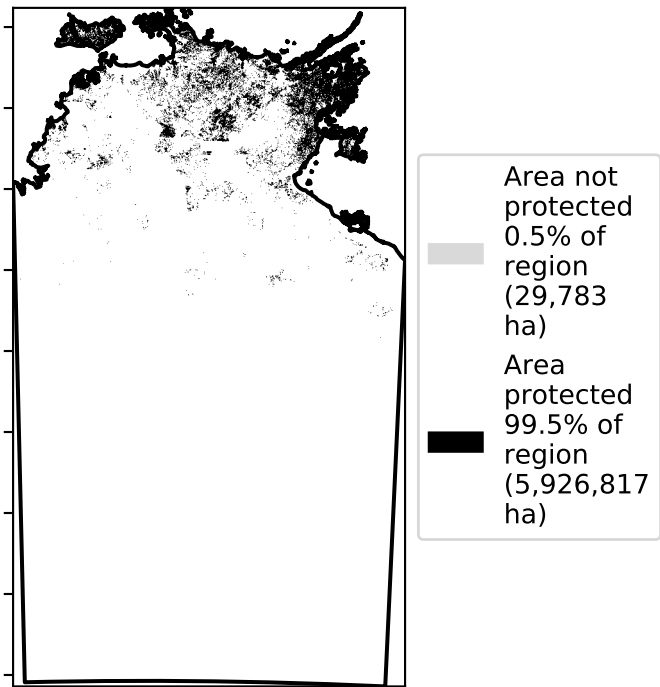 Area not
protected
0.5% of
region
(29,783
ha)
Area
protected
99.5% of
region
(5,926,817
ha)